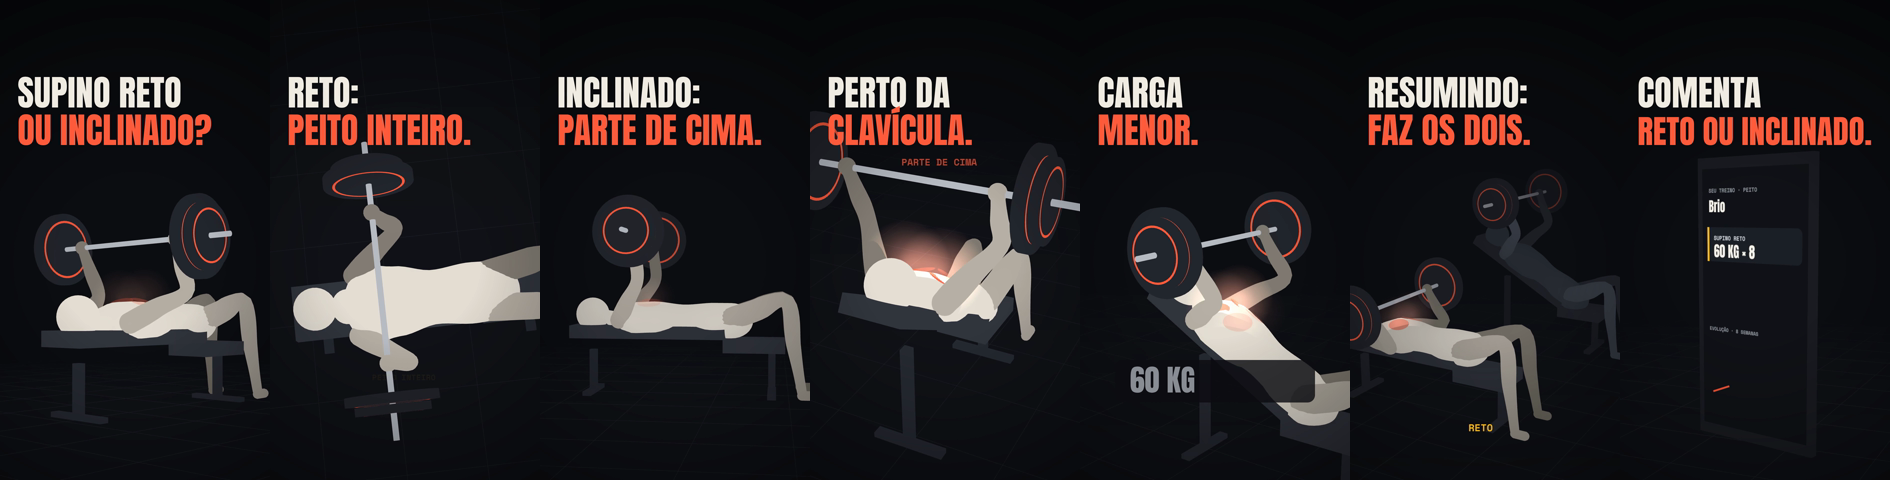 SUPINO RETO
OU INCLINADO?
RETO:
PEITO INTEIRO.
INCLINADO:
PARTE DE CIMA.
PERTO DA
CLAVÍCULA.
PARTE DE CIMA
CARGA
MENOR.
60 KG
RESUMINDO:
FAZ OS DOIS.
RETO
COMENTA
RETO OU INCLINADO.
SEU TREINO · PEITO
Brio
SUPINO RETO
60 KG × 8
EVOLUÇÃO · 8 SEMANAS